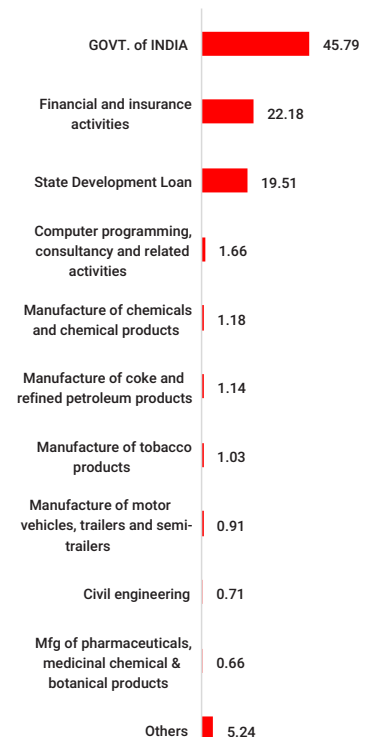 GOVT. of INDIA 45.79
Financial and insurance
activities 22.18
State Development Loan 19.51
Computer programming,
consultancy and related
activities 1.66
Manufacture of chemicals
and chemical products 1.18
Manufacture of coke and
refined petroleum products 1.14
Manufacture of tobacco
products 1.03
Manufacture of motor
vehicles, trailers and semi-
trailers 0.91
Civil engineering 0.71
Mfg of pharmaceuticals,
medicinal chemical &
botanical products 0.66
Others 5.24